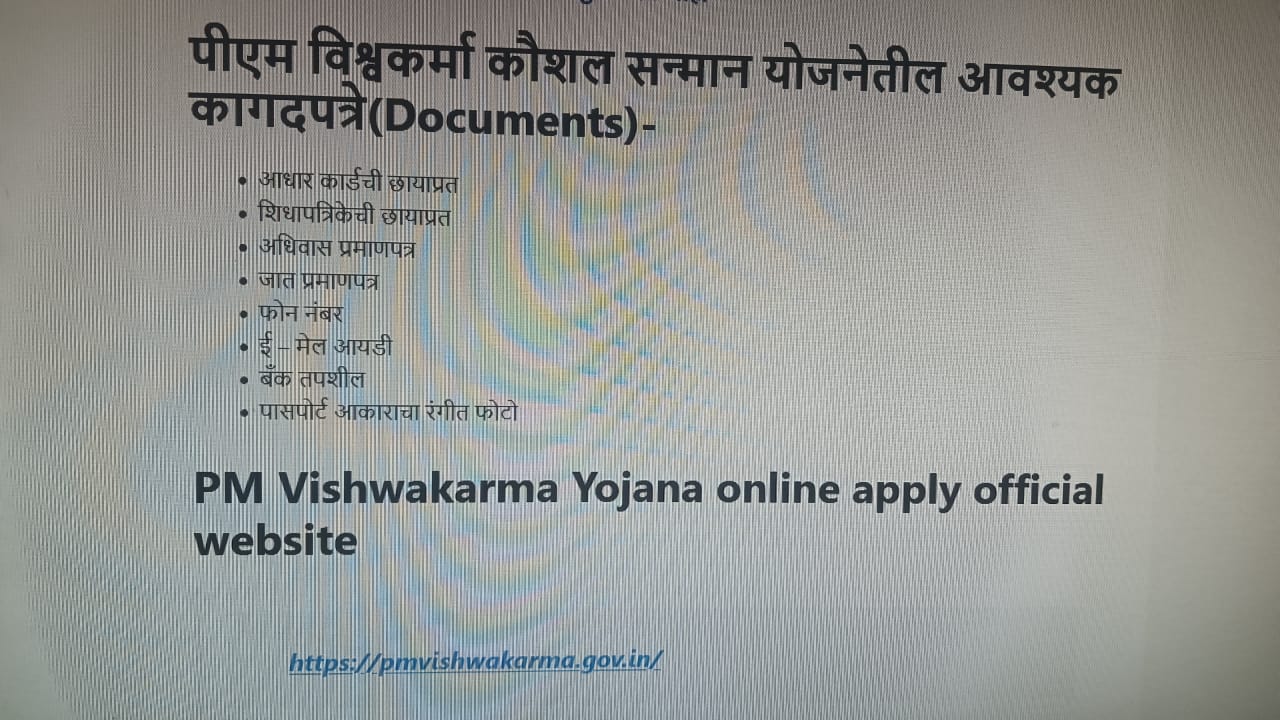 पीएम विश्वकर्मा कौशल सन्मान योजनेतील आवश्यक
कागदपत्रे(Documents)-
• आधार कार्डची छायाप्रत
• शिधापत्रिकेची छायाप्रत
• अधिवास प्रमाणपत्र
• जात प्रमाणपत्र
• फोन नंबर
• ई – मेल आयडी
• बँक तपशील
• पासपोर्ट आकाराचा रंगीत फोटो
PM Vishwakarma Yojana online apply official
website
https://pmvishwakarma.gov.in/